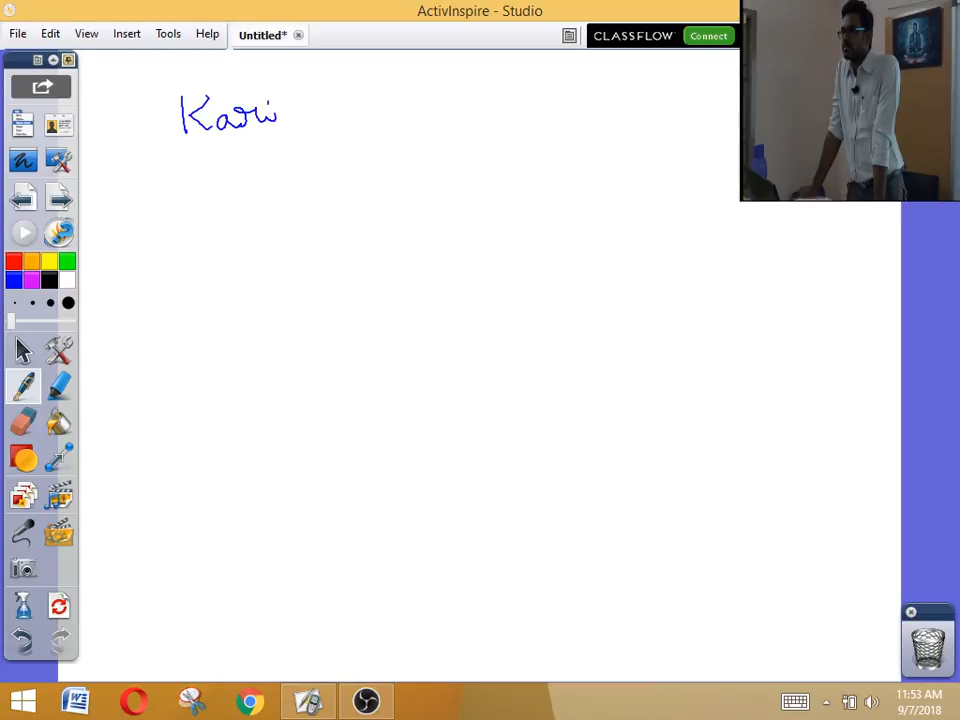 ActivInspire - Studio
File Edit View Insert Tools Help Untitled* CLASSFLOW Connect
Kari
11:53 AM
9/7/2018